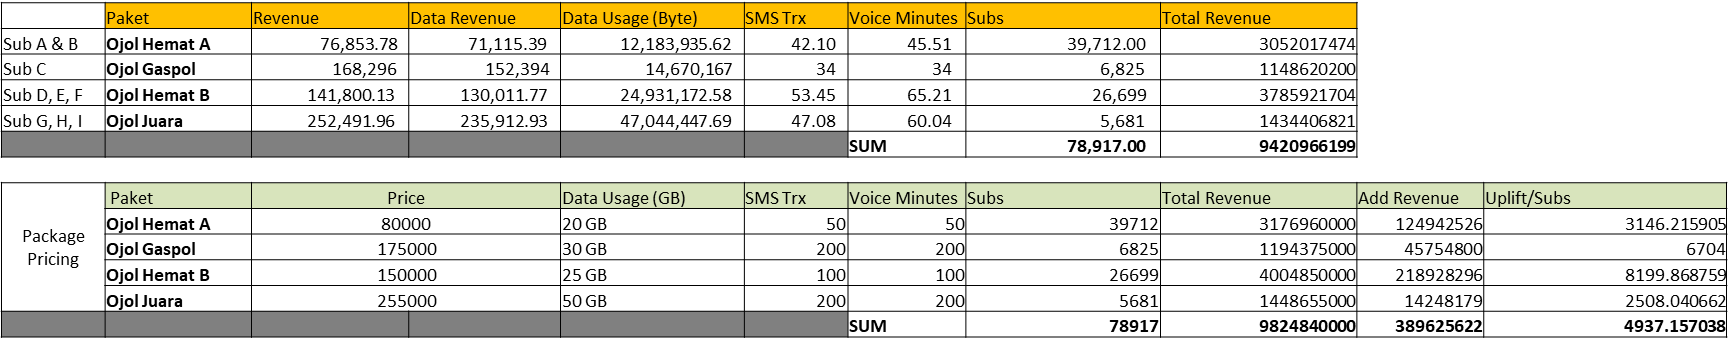 Paket Revenue Data Revenue Data Usage (Byte) SMS Trx Voice Minutes Subs Total Revenue
Sub A & B Ojol Hemat A 76,853.78 71,115.39 12,183,935.62 42.10 45.51 39,712.00 3052017474
Sub C Ojol Gaspol 168,296 152,394 14,670,167 34 34 6,825 1148620200
Sub D, E, F Ojol Hemat B 141,800.13 130,011.77 24,931,172.58 53.45 65.21 26,699 3785921704
Sub G, H, I Ojol Juara 252,491.96 235,912.93 47,044,447.69 47.08 60.04 5,681 1434406821
SUM 78,917.00 9420966199
Paket Price Data Usage (GB) SMS Trx Voice Minutes Subs Total Revenue Add Revenue Uplift/Subs
Package Pricing
Ojol Hemat A 80000 20 GB 50 50 39712 3176960000 124942526 3146.215905
Ojol Gaspol 175000 30 GB 200 200 6825 1194375000 45754800 6704
Ojol Hemat B 150000 25 GB 100 100 26699 4004850000 218928296 8199.868759
Ojol Juara 255000 50 GB 200 200 5681 1448655000 14248179 2508.040662
SUM 78917 9824840000 389625622 4937.157038